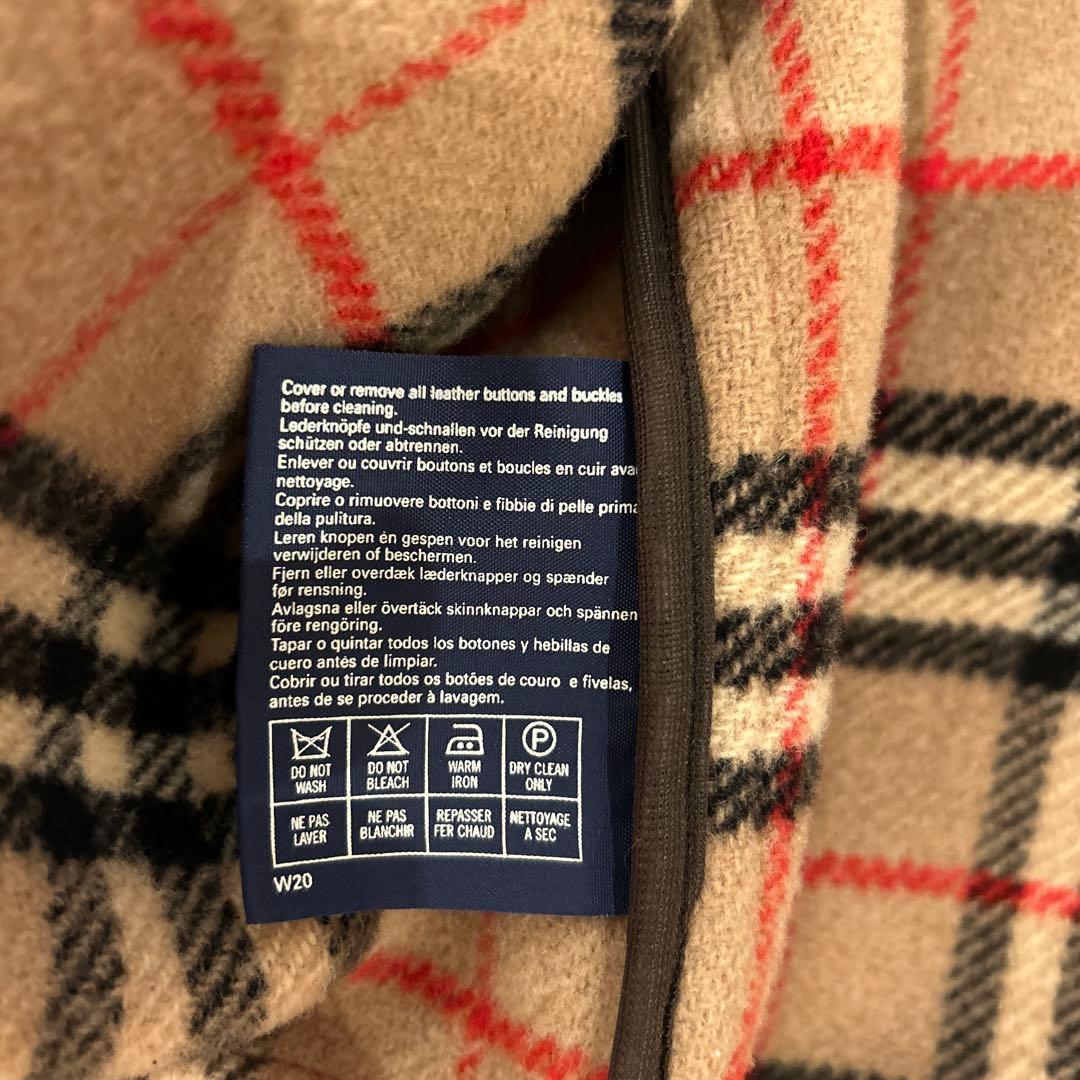 Cover or remove all leather buttons and buckles
before cleaning.
Lederknöpfe und-schnallen vor der Reinigung
schützen oder abtrennen.
Enlever ou couvrir boutons et boucles en cuir ava
nettoyage.
Coprire o rimuovere bottoni e fibbie di pelle prima
della pulitura.
Leren knopen én gespen voor het reinigen
verwijderen of beschermen.
Fjern eller overdæk læderknapper og spænder
før rensning.
Avlagsna eller övertäck skinnknappar och spännen
före rengöring.
Tapar o quintar todos los botones y hebillas de
cuero antés de limpiar.
Cobrir ou tirar todos os botões de couro e fivelas,
antes de se proceder à lavagem.
P
DO NOT WASH
DO NOT BLEACH
WARM IRON
DRY CLEAN ONLY
NE PAS LAVER
NE PAS BLANCHIR
REPASSER FER CHAUD
NETTOYAGE A SEC
W20